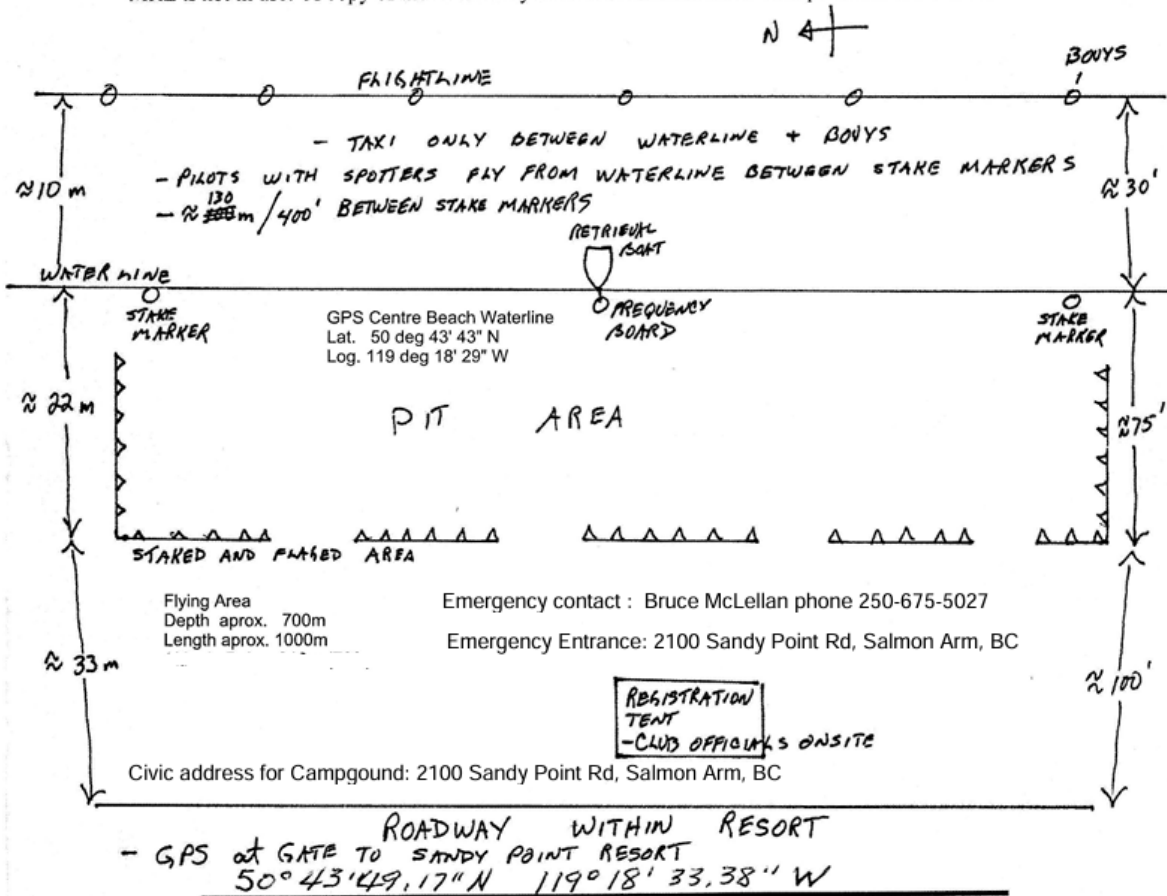 N
BOUYS
FLIGHTLINE
- TAXI ONLY BETWEEN WATERLINE + BOUYS
≈10 m
- PILOTS WITH SPOTTERS FLY FROM WATERLINE BETWEEN STAKE MARKERS
≈30'
- ≈ 130 m/400' BETWEEN STAKE MARKERS
RETRIEVAL
BOAT
WATER LINE
STAKE
MARKER
GPS Centre Beach Waterline
Lat. 50 deg 43' 43" N
Log. 119 deg 18' 29" W
FREQUENCY
BOARD
STAKE
MARKER
≈ 22 m
PIT AREA
≈75'
STAKED AND FLAGED AREA
Flying Area
Depth aprox. 700m
Length aprox. 1000m
Emergency contact : Bruce McLellan phone 250-675-5027
Emergency Entrance: 2100 Sandy Point Rd, Salmon Arm, BC
≈ 33 m
≈ 100'
REGISTRATION
TENT
-CLUB OFFICIALS ONSITE
Civic address for Campgound: 2100 Sandy Point Rd, Salmon Arm, BC
ROADWAY WITHIN RESORT
- GPS at GATE TO SANDY POINT RESORT
50° 43' 49.17" N 119° 18' 33.38" W